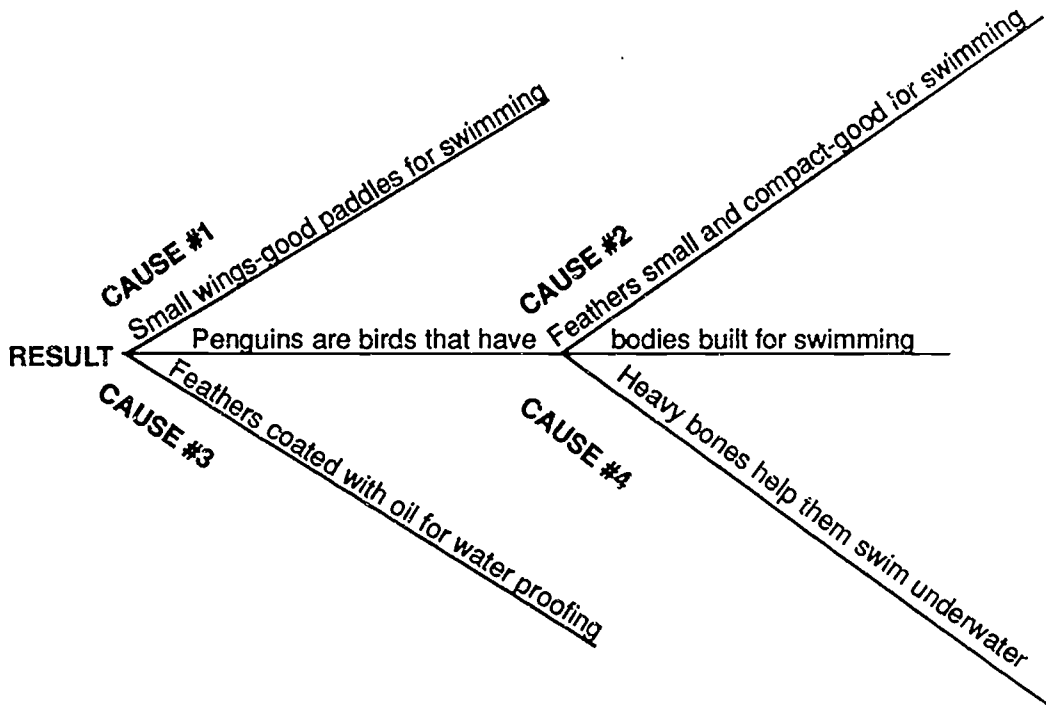 CAUSE #1
Small wings-good paddles for swimming
CAUSE #2
Feathers small and compact-good for swimming
RESULT
Penguins are birds that have bodies built for swimming
CAUSE #3
Feathers coated with oil for water proofing
CAUSE #4
Heavy bones help them swim underwater